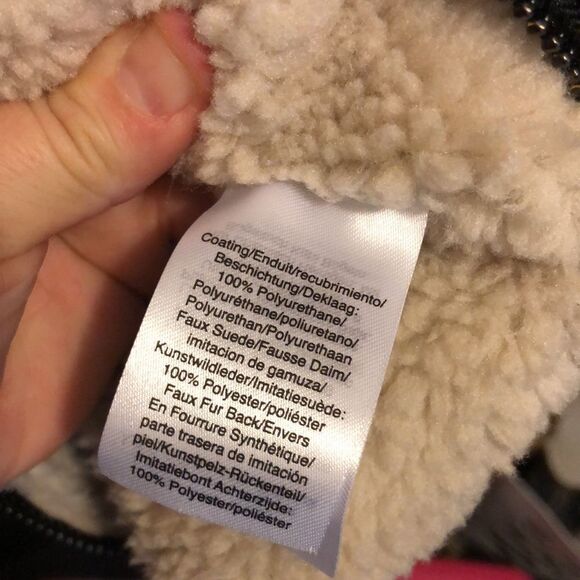 Coating/Enduit/recubrimiento/
Beschichtung/Deklaag:
100% Polyurethane/
Polyuréthane/poliuretano/
Polyurethan/Polyurethaan
Faux Suede/Fausse Daim/
imitacion de gamuza/
Kunstwildleder/Imitatiesuède:
100% Polyester/poliéster
Faux Fur Back/Envers
En Fourrure Synthétique/
parte trasera de imitación
piel/Kunstpelz-Rückenteil/
Imitatiebont Achterzijde:
100% Polyester/poliéster